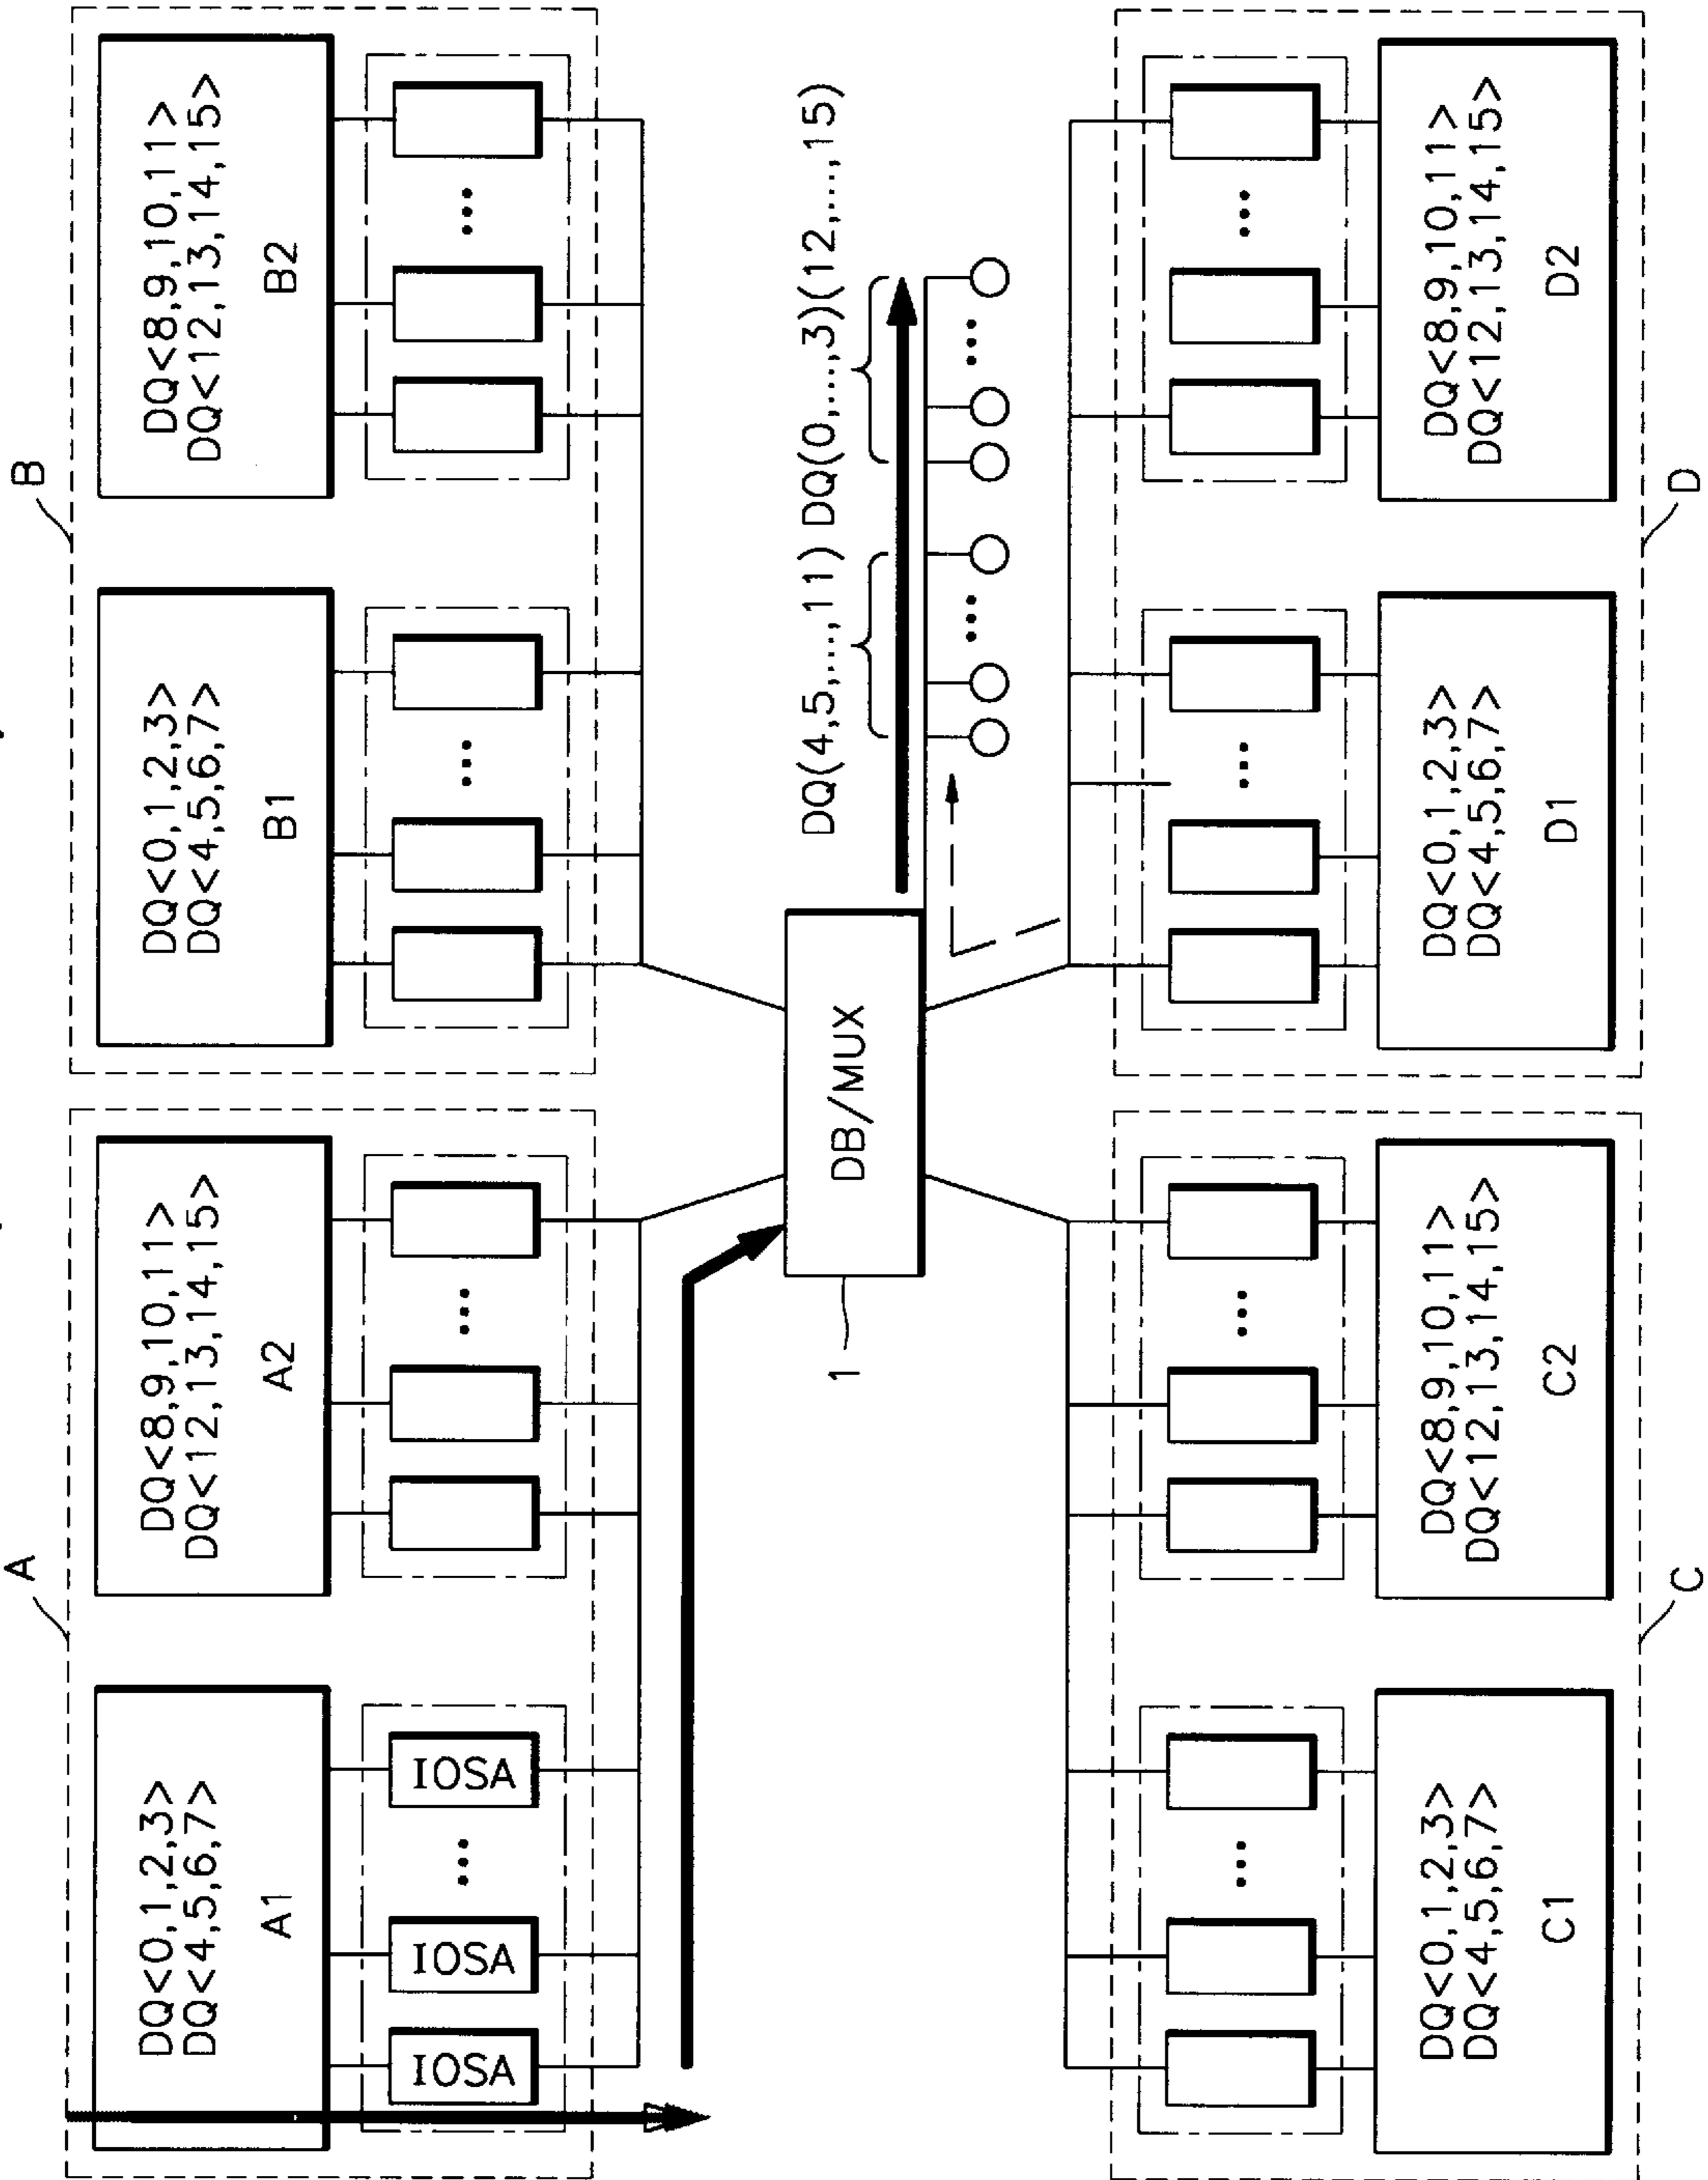 A
B
DQ<0,1,2,3>
DQ<4,5,6,7>
A1
DQ<8,9,10,11>
DQ<12,13,14,15>
A2
DQ<0,1,2,3>
DQ<4,5,6,7>
B1
DQ<8,9,10,11>
DQ<12,13,14,15>
B2
IOSA
IOSA
...
IOSA
...
...
...
DQ(4,5,...,11) DQ(0,...,3)(12,...,15)
DB/MUX
1
...
...
...
...
...
...
DQ<0,1,2,3>
DQ<4,5,6,7>
C1
DQ<8,9,10,11>
DQ<12,13,14,15>
C2
DQ<0,1,2,3>
DQ<4,5,6,7>
D1
DQ<8,9,10,11>
DQ<12,13,14,15>
D2
C
D